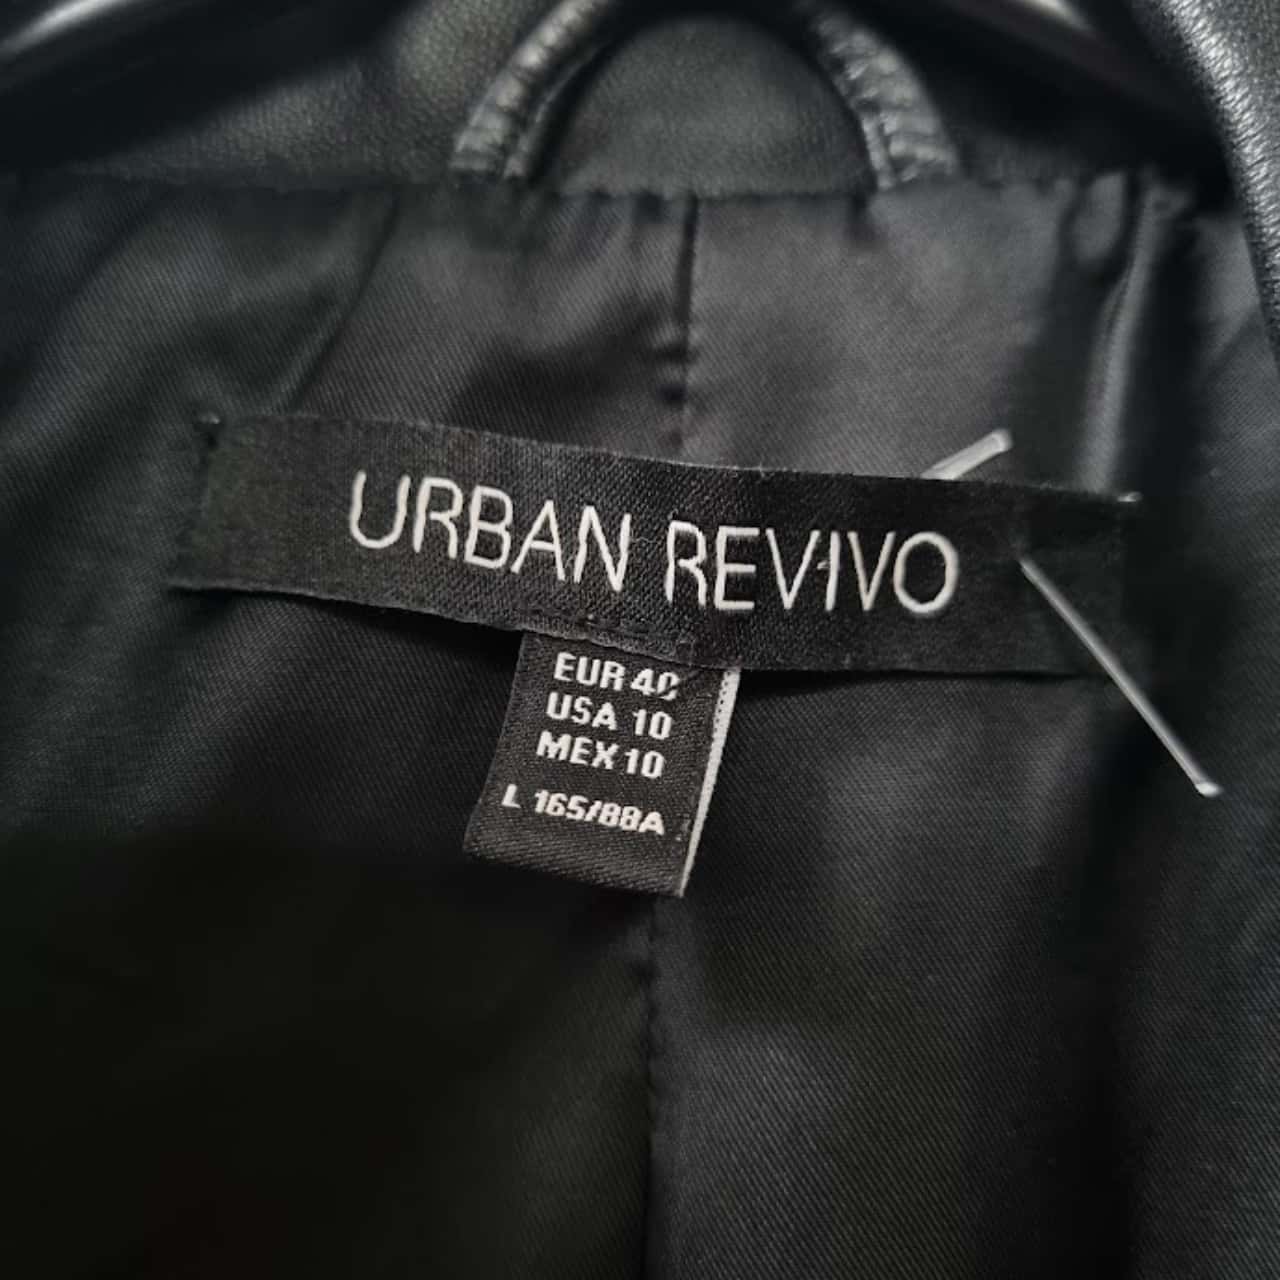 URBAN REVIVO
EUR 40
USA 10
MEX 10
L 165/88A